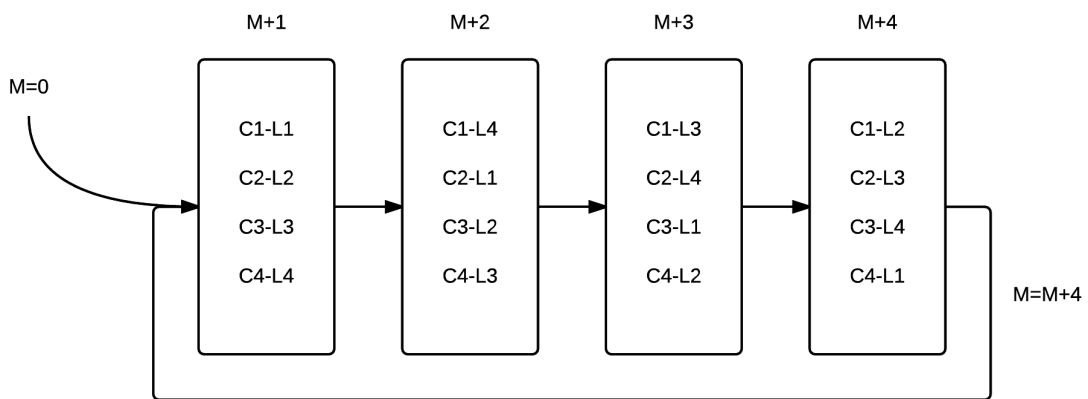 M+1
M+2
M+3
M+4
M=0
C1-L1
C2-L2
C3-L3
C4-L4
C1-L4
C2-L1
C3-L2
C4-L3
C1-L3
C2-L4
C3-L1
C4-L2
C1-L2
C2-L3
C3-L4
C4-L1
M=M+4